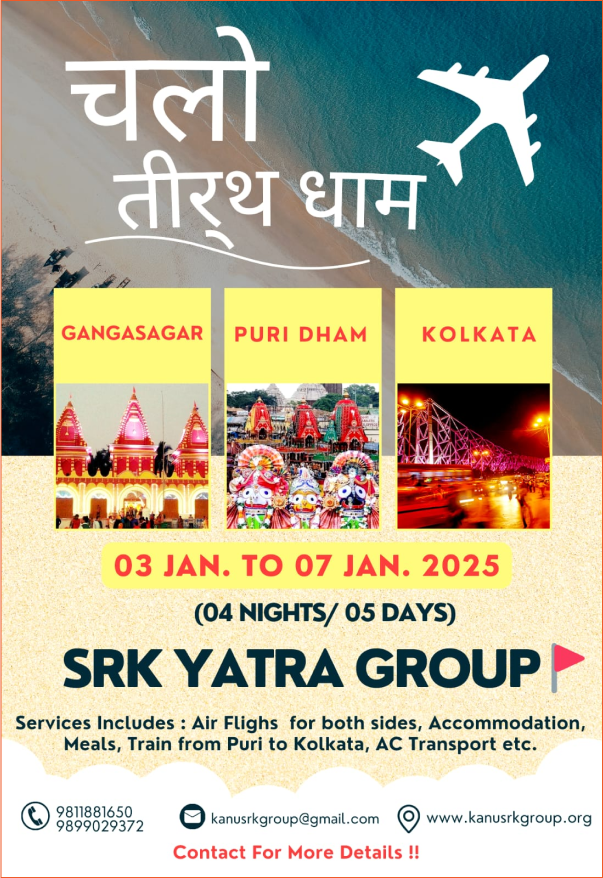 चलो
तीर्‍थ धाम
GANGASAGAR
PURI DHAM
KOLKATA
03 JAN. TO 07 JAN. 2025
(04 NIGHTS/ 05 DAYS)
SRK YATRA GROUP
Services Includes : Air Flighs for both sides, Accommodation,
Meals, Train from Puri to Kolkata, AC Transport etc.
9811881650
9899029372
kanusrkgroup@gmail.com
www.kanusrkgroup.org
Contact For More Details !!